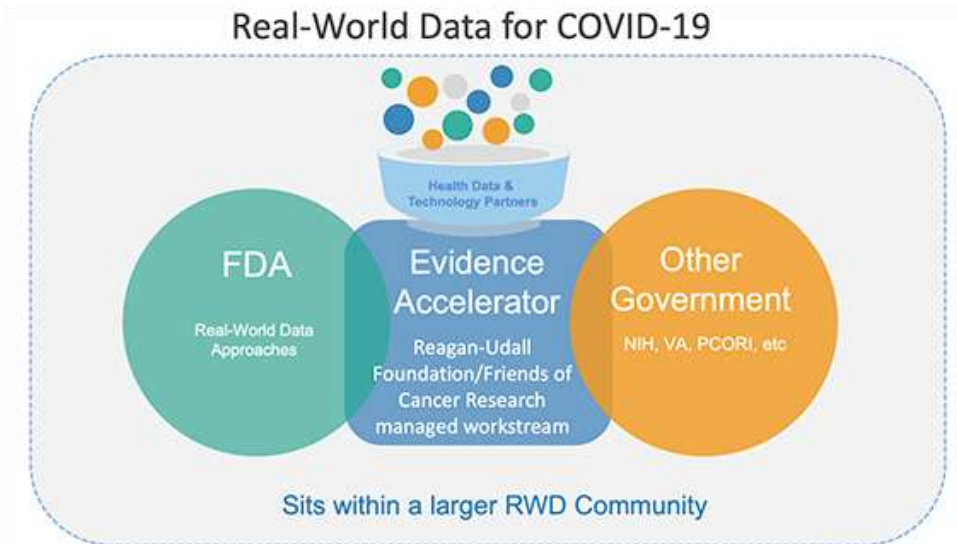 Real-World Data for COVID-19
Health Data &
Technology Partners
FDA
Real-World Data
Approaches
Evidence
Accelerator
Reagan-Udall
Foundation/Friends of
Cancer Research
managed workstream
Other
Government
NIH, VA, PCORI, etc
Sits within a larger RWD Community